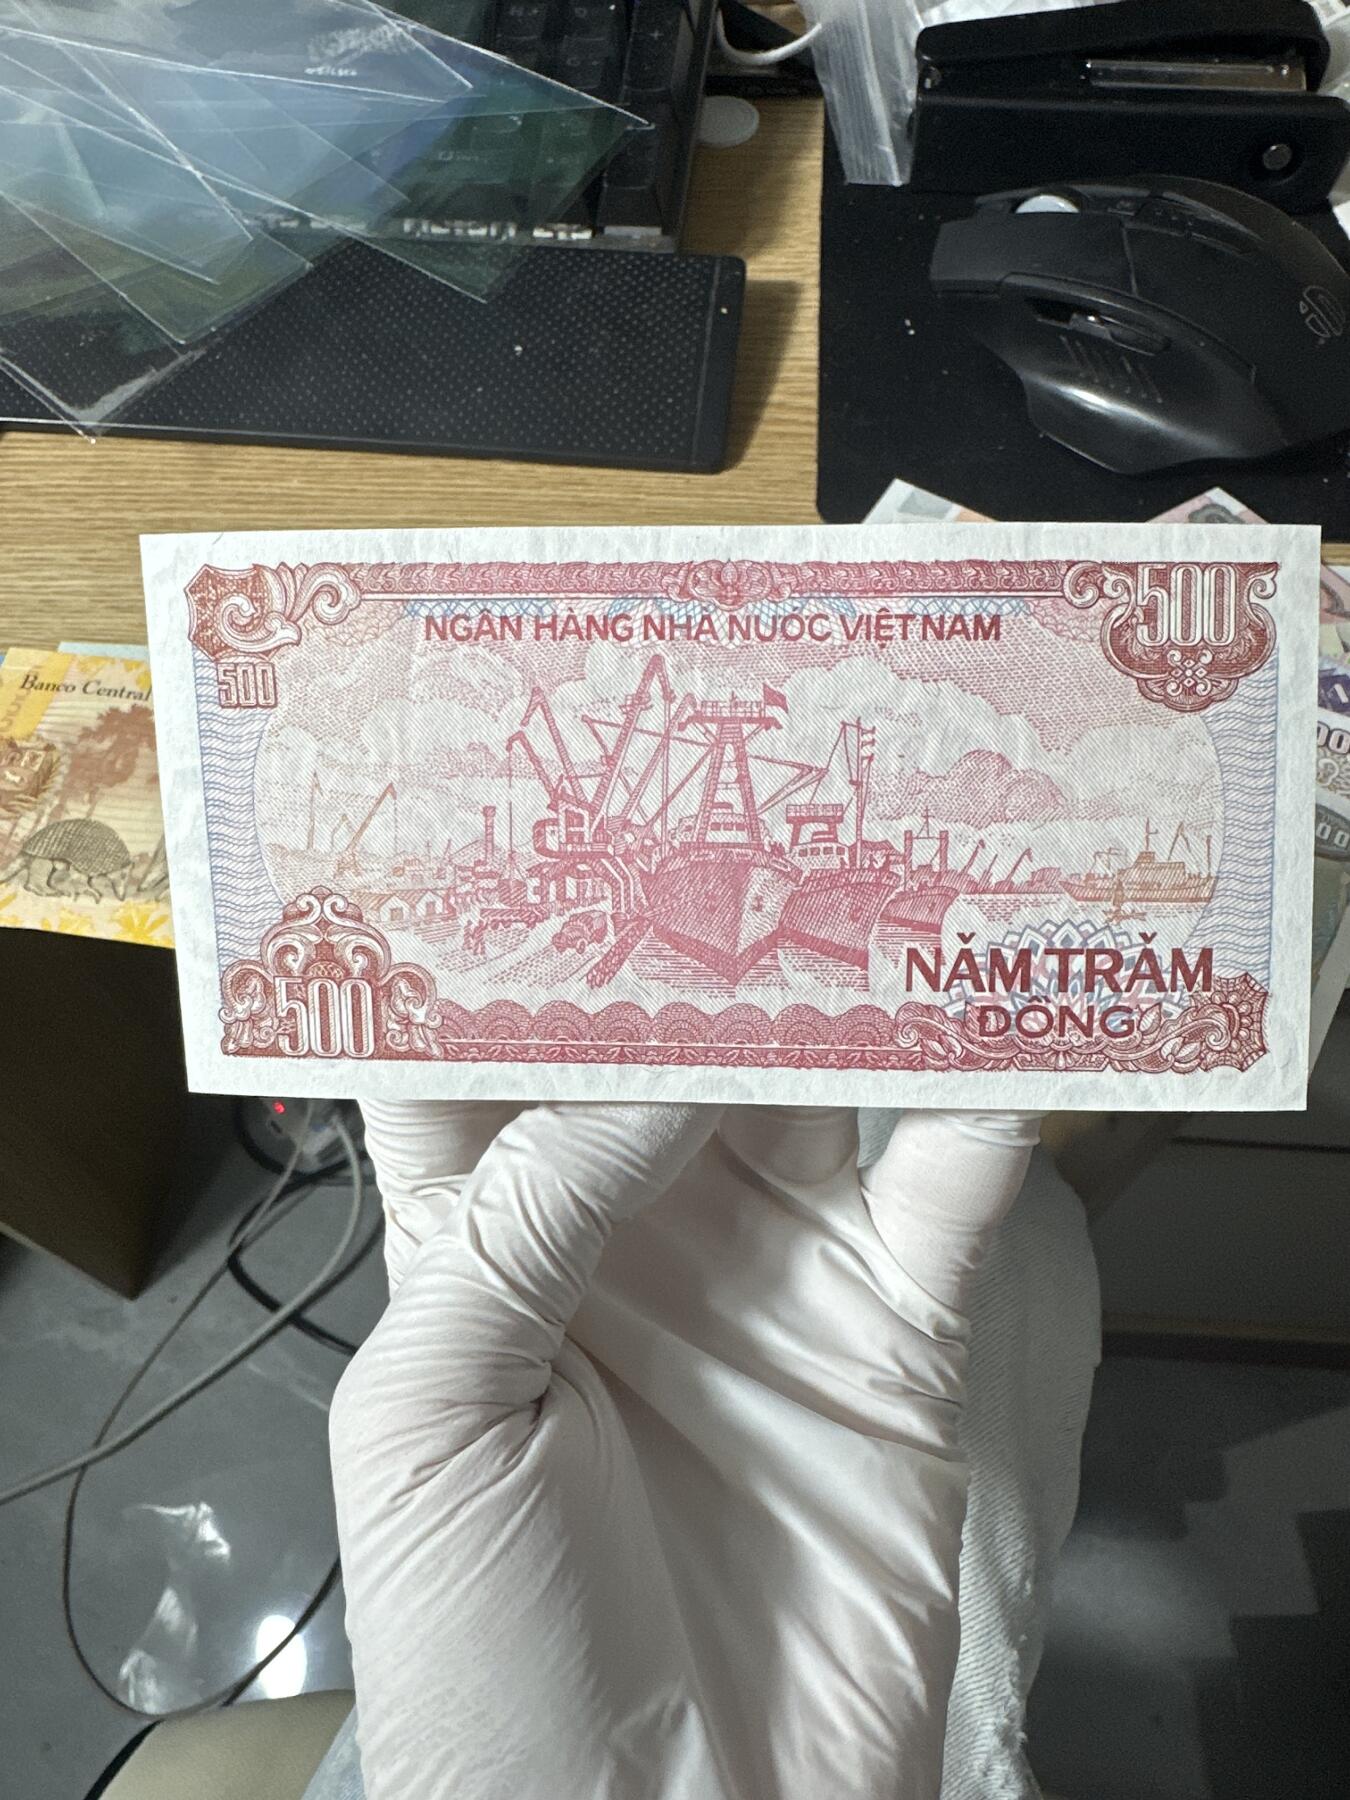 NGÂN HÀNG NHÀ NƯỚC VIỆT NAM
500
500
500
NĂM TRĂM
ĐỒNG
Banco Central